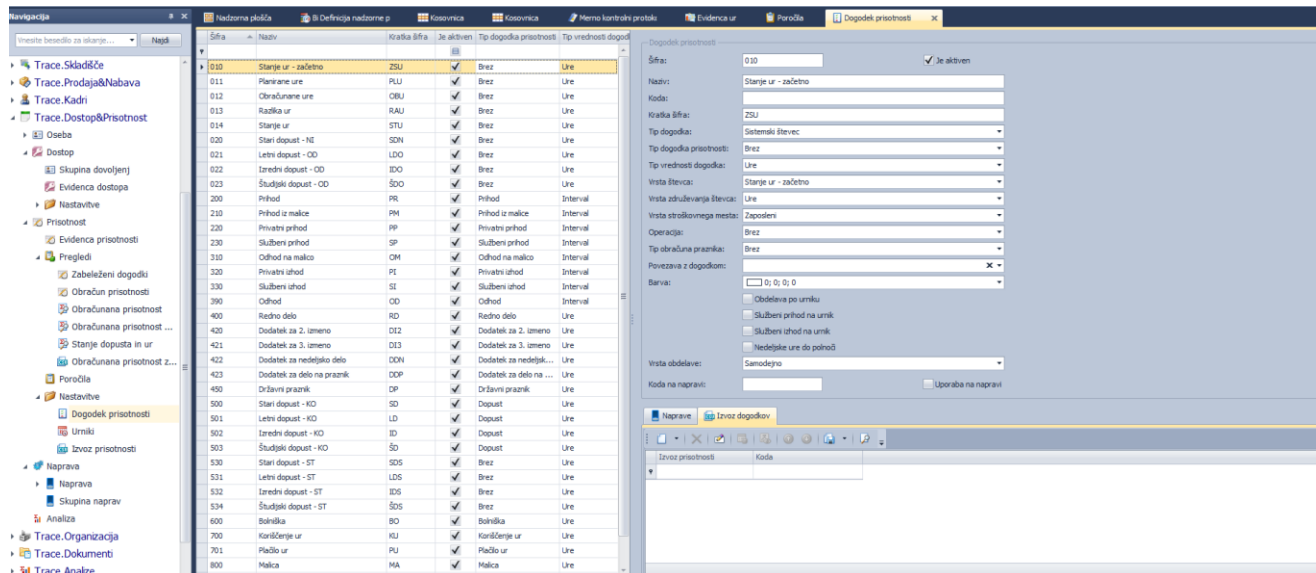 Navigacija
Vnesite besedilo za iskanje...
Najdi
Trace.Skladišče
Trace.Prodaja&Nabava
Trace.Kadri
Trace.Dostop&Prisotnost
Oseba
Dostop
Skupina dovoljenj
Evidenca dostopa
Nastavitve
Prisotnost
Evidenca prisotnosti
Pregledi
Zabeleženi dogodki
Obračun prisotnosti
Obračunana prisotnost
Obračunana prisotnost ...
Stanje dopusta in ur
Obračunana prisotnost z...
Poročila
Nastavitve
Dogodek prisotnosti
Urniki
Izvoz prisotnosti
Naprava
Naprava
Skupina naprav
Analiza
Trace.Organizacija
Trace.Dokumenti
Trace.Analize
Nadzorna plošča Bi Definicija nadzorne p Kosovnica Kosovnica Merno kontrolni protoko Evidenca ur Poročila Dogodek prisotnosti
Šifra Naziv Kratka šifra Je aktiven Tip dogodka prisotnosti Tip vrednosti dogod
010 Stanje ur - začetno ZSU Brez Ure
011 Planirane ure PLU Brez Ure
012 Obračunane ure OBU Brez Ure
013 Razlika ur RAU Brez Ure
014 Stanje ur STU Brez Ure
020 Stari dopust - NI SDN Brez Ure
021 Letni dopust - OD LDO Brez Ure
022 Izredni dopust - OD IDO Brez Ure
023 Študijski dopust - OD ŠDO Brez Ure
200 Prihod PR Prihod Interval
210 Prihod iz malice PM Prihod iz malice Interval
220 Privatni prihod PP Privatni prihod Interval
230 Službeni prihod SP Službeni prihod Interval
310 Odhod na malico OM Odhod na malico Interval
320 Privatni izhod PI Privatni izhod Interval
330 Službeni izhod SI Službeni izhod Interval
390 Odhod OD Odhod Interval
400 Redno delo RD Redno delo Ure
420 Dodatek za 2. izmeno DI2 Dodatek za 2. izmeno Ure
421 Dodatek za 3. izmeno DI3 Dodatek za 3. izmeno Ure
422 Dodatek za nedeljsko delo DDN Dodatek za nedeljsk... Ure
423 Dodatek za delo na praznik DDP Dodatek za delo na ... Ure
450 Državni praznik DP Državni praznik Ure
500 Stari dopust - KO SD Dopust Ure
501 Letni dopust - KO LD Dopust Ure
502 Izredni dopust - KO ID Dopust Ure
503 Študijski dopust - KO ŠD Dopust Ure
530 Stari dopust - ST SDS Brez Ure
531 Letni dopust - ST LDS Brez Ure
532 Izredni dopust - ST IDS Brez Ure
534 Študijski dopust - ST ŠDS Brez Ure
600 Bolniška BO Bolniška Ure
700 Koriščenje ur KU Koriščenje ur Ure
701 Plačilo ur PU Plačilo ur Ure
800 Malica MA Malica Ure
Dogodek prisotnosti
Šifra: 010 Je aktiven
Naziv: Stanje ur - začetno
Koda:
Kratka šifra: ZSU
Tip dogodka: Sistemski števec
Tip dogodka prisotnosti: Brez
Tip vrednosti dogodka: Ure
Vrsta števca: Stanje ur - začetno
Vrsta združevanja števca: Ure
Vrsta stroškovnega mesta: Zaposleni
Operacija: Brez
Tip obračuna praznika: Brez
Povezava z dogodkom:
Barva: 0; 0; 0; 0
Obdelava po urniku
Službeni prihod na urnik
Službeni izhod na urnik
Nedeljske ure do polnoči
Vrsta obdelave: Samodejno
Koda na napravi: Uporaba na napravi
Naprave Izvoz dogodkov
Izvoz prisotnosti Koda